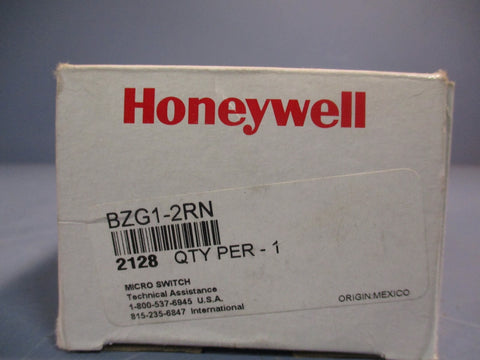 Honeywell
BZG1-2RN
2128 QTY PER - 1
MICRO SWITCH
Technical Assistance
1-800-537-6945 U.S.A.
815-235-6847 International
ORIGIN:MEXICO